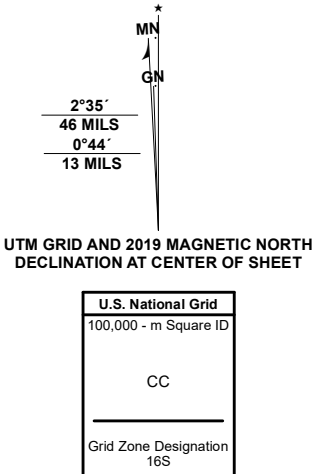 MN
GN
2°35´
46 MILS
0°44´
13 MILS
UTM GRID AND 2019 MAGNETIC NORTH
DECLINATION AT CENTER OF SHEET
U.S. National Grid
100,000 - m Square ID
CC
Grid Zone Designation
16S